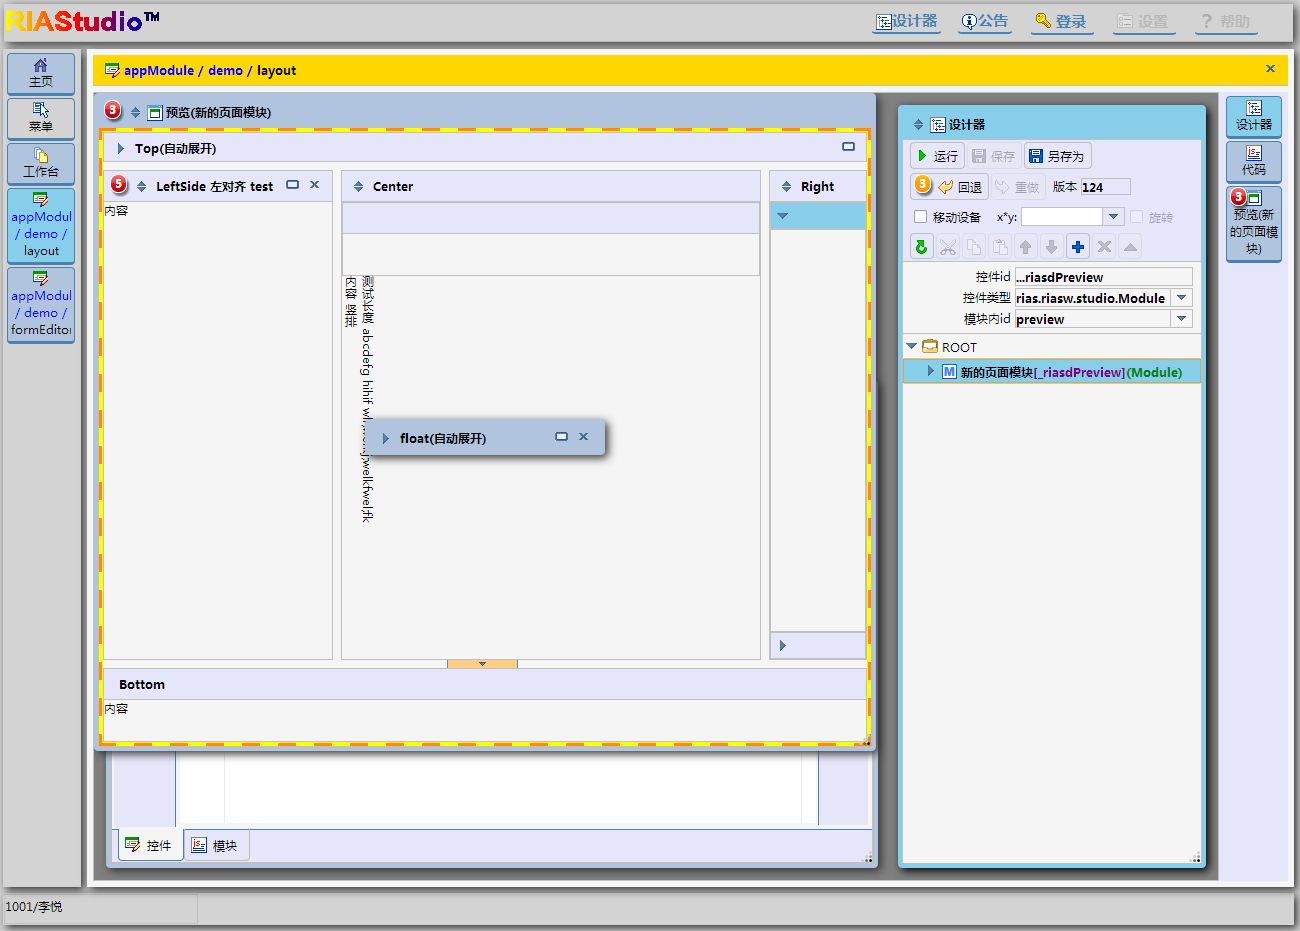 RIAStudio™
设计器
公告
登录
设置
? 帮助
主页
菜单
工作台
appModul
/ demo /
layout
appModul
/ demo /
formEditor
appModule / demo / layout
3
预览(新的页面模块)
Top(自动展开)
5
LeftSide 左对齐 test
内容
Center
测试长度 abcdefg hihif
内容 竖排
Right
float(自动展开)
Bottom
内容
控件
模块
设计器
运行
保存
另存为
3
回退
重做
版本
124
移动设备
x*y:
旋转
控件id
...riasdPreview
控件类型
rias.riasw.studio.Module
模块内id
preview
ROOT
M 新的页面模块[_riasdPreview](Module)
设计器
代码
3
预览(新
的页面模
块)
1001/李悦